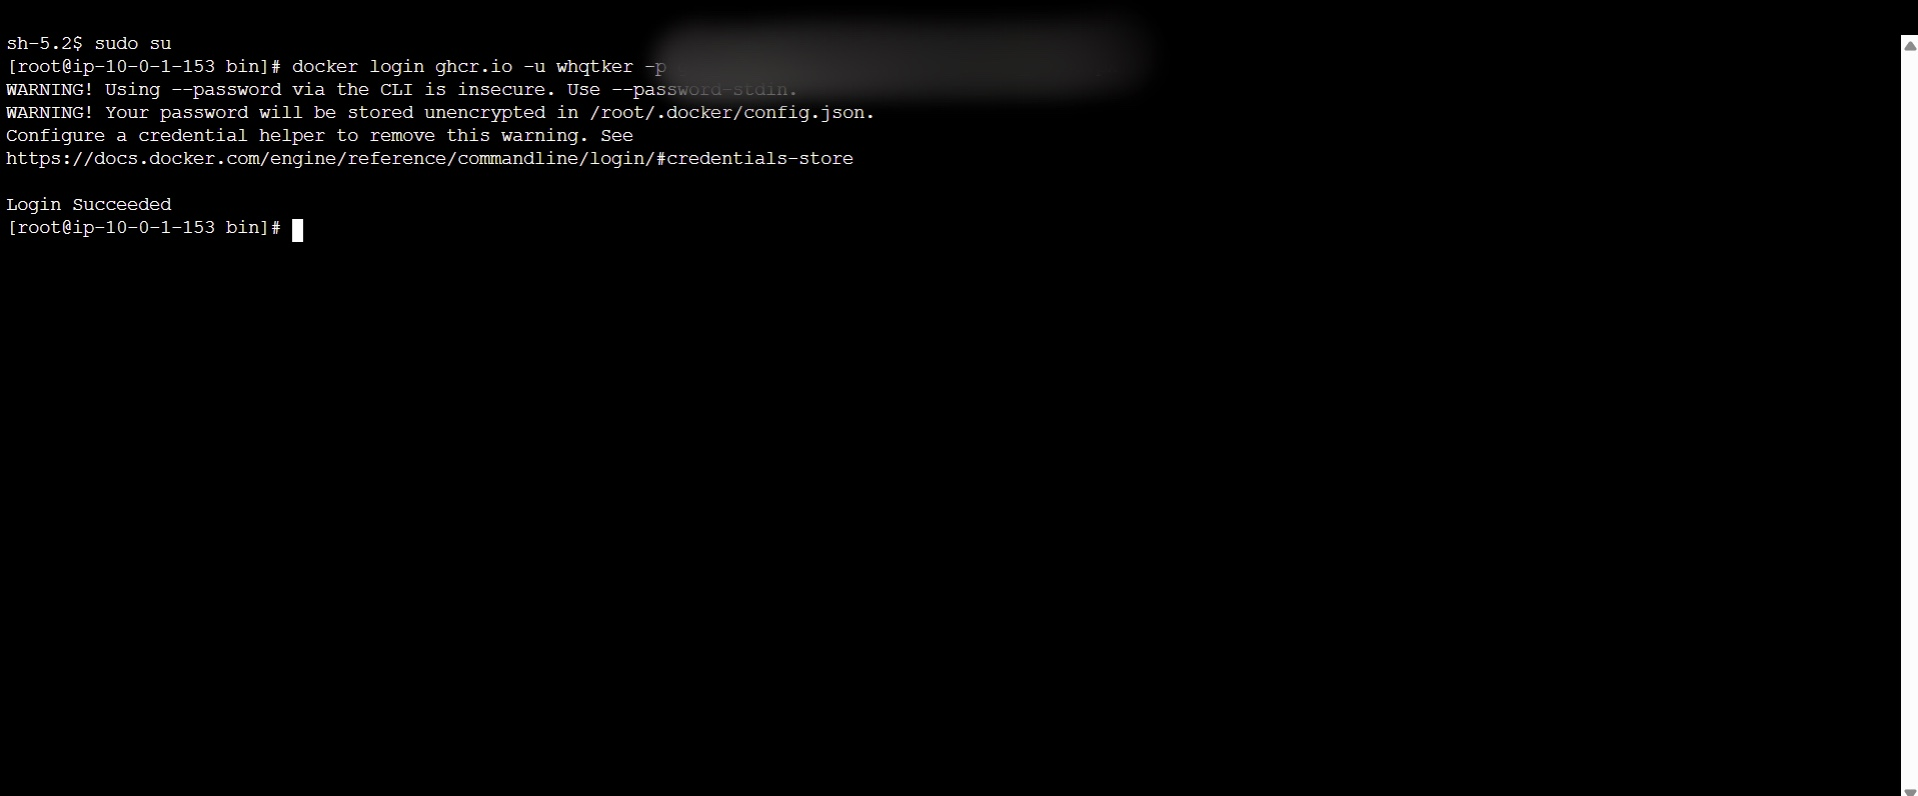 sh-5.2$ sudo su
[root@ip-10-0-1-153 bin]# docker login ghcr.io -u whqtker -p
WARNING! Using --password via the CLI is insecure. Use --password-stdin.
WARNING! Your password will be stored unencrypted in /root/.docker/config.json.
Configure a credential helper to remove this warning. See
https://docs.docker.com/engine/reference/commandline/login/#credentials-store
Login Succeeded
[root@ip-10-0-1-153 bin]#